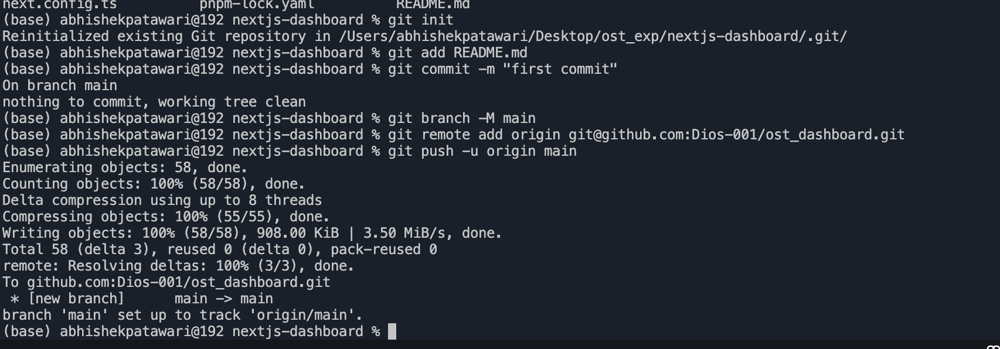 next.config.ts pnpm-lock.yaml README.md
(base) abhishekpatawari@192 nextjs-dashboard % git init
Reinitialized existing Git repository in /Users/abhishekpatawari/Desktop/ost_exp/nextjs-dashboard/.git/
(base) abhishekpatawari@192 nextjs-dashboard % git add README.md
(base) abhishekpatawari@192 nextjs-dashboard % git commit -m "first commit"
On branch main
nothing to commit, working tree clean
(base) abhishekpatawari@192 nextjs-dashboard % git branch -M main
(base) abhishekpatawari@192 nextjs-dashboard % git remote add origin git@github.com:Dios-001/ost_dashboard.git
(base) abhishekpatawari@192 nextjs-dashboard % git push -u origin main
Enumerating objects: 58, done.
Counting objects: 100% (58/58), done.
Delta compression using up to 8 threads
Compressing objects: 100% (55/55), done.
Writing objects: 100% (58/58), 908.00 KiB | 3.50 MiB/s, done.
Total 58 (delta 3), reused 0 (delta 0), pack-reused 0
remote: Resolving deltas: 100% (3/3), done.
To github.com:Dios-001/ost_dashboard.git
 * [new branch]      main -> main
branch 'main' set up to track 'origin/main'.
(base) abhishekpatawari@192 nextjs-dashboard %